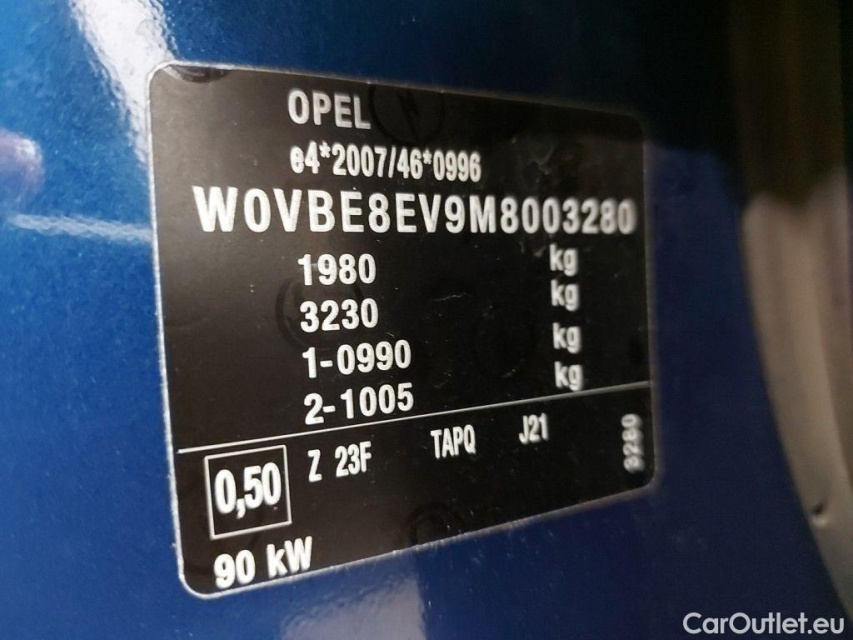 OPEL
e4*2007/46*0996
W0VBE8EV9M8003280
1980 kg
3230 kg
1-0990 kg
2-1005 kg
0,50 Z 23F TAPQ J21 3280
90 kW
CarOutlet.eu